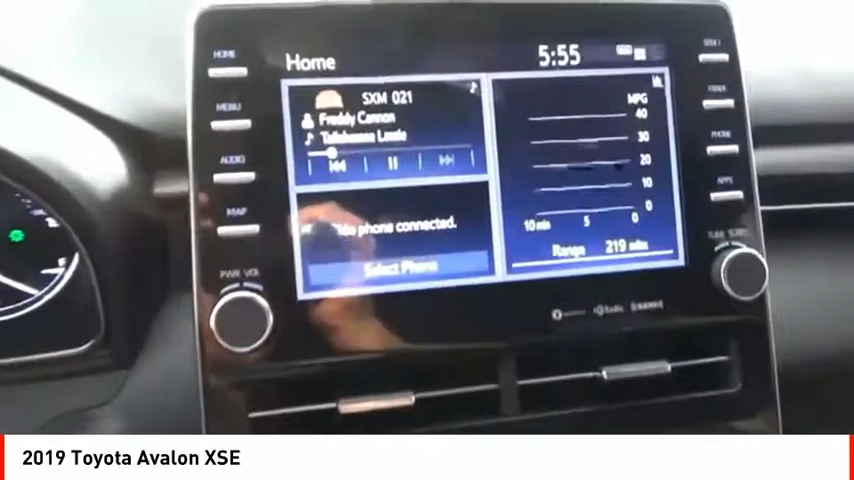 Home 5:55
SXM 021
Freddy Cannon
Tallahassee Lassie
phone connected.
Select Phone
MPG
40
30
20
10
0
10 min 5 0
Range 219 miles
HOME
MENU
AUDIO
MAP
PWR VOL
SEEK
PHONE
APPS
TUNE SCROLL
2019 Toyota Avalon XSE